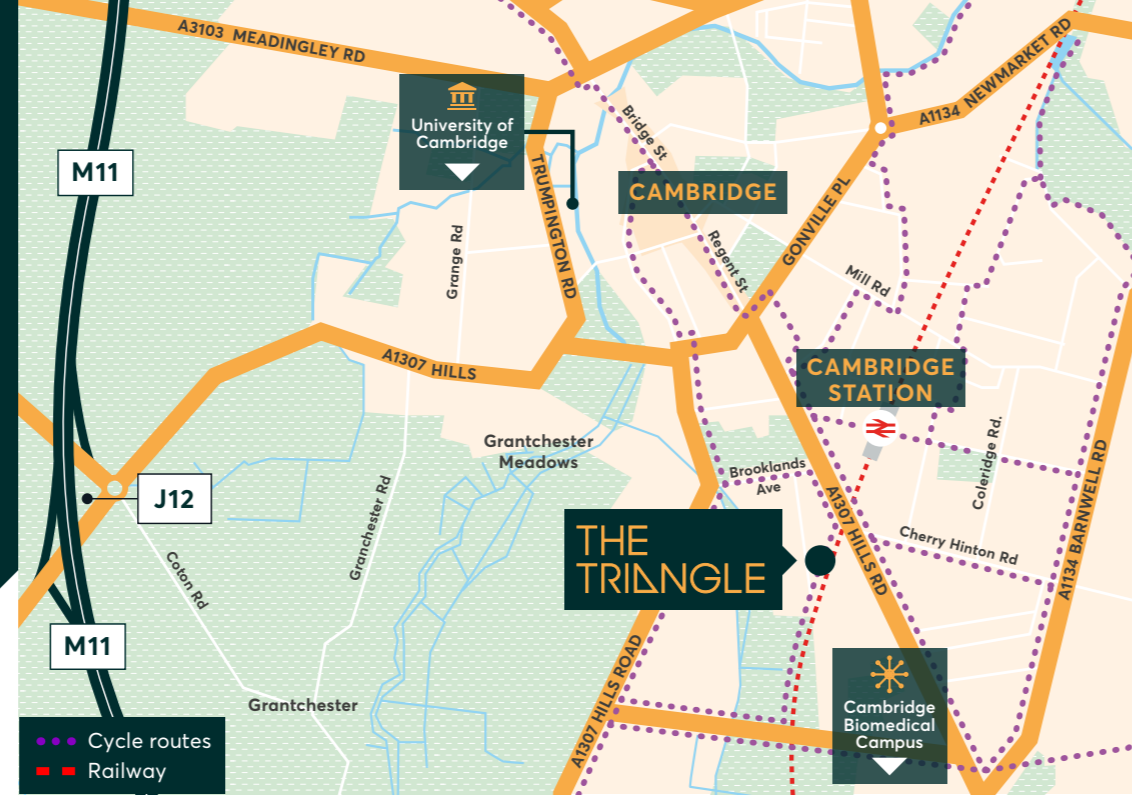 A3103 MEADINGLEY RD
A1134 NEWMARKET RD
M11
University of
Cambridge
Bridge St
CAMBRIDGE
TRUMPINGTON RD
GONVILLE PL
Grange Rd
Regent St
Mill Rd
A1307 HILLS
CAMBRIDGE
STATION
Grantchester
Meadows
Brooklands
Ave
Coleridge Rd.
J12
Granchester Rd
A1307 HILLS RD
A1134 BARNWELL RD
Cherry Hinton Rd
THE
TRIANGLE
Coton Rd
M11
Grantchester
A1307 HILLS ROAD
Cambridge
Biomedical
Campus
Cycle routes
Railway